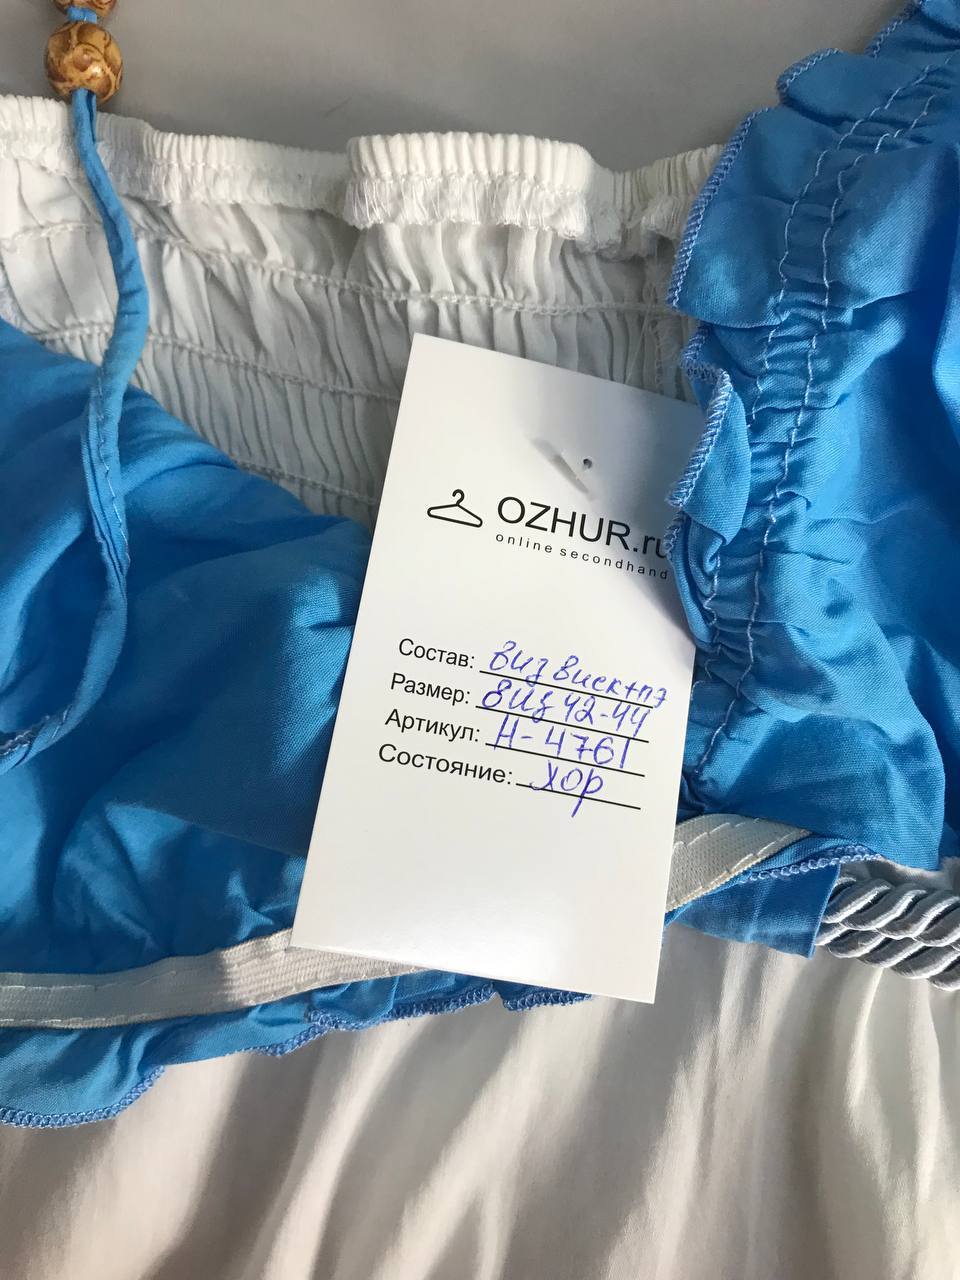 OZHUR.ru
online secondhand
Состав: виз виск+пэ
Размер: виз 42-44
Артикул: Н-4761
Состояние: хор